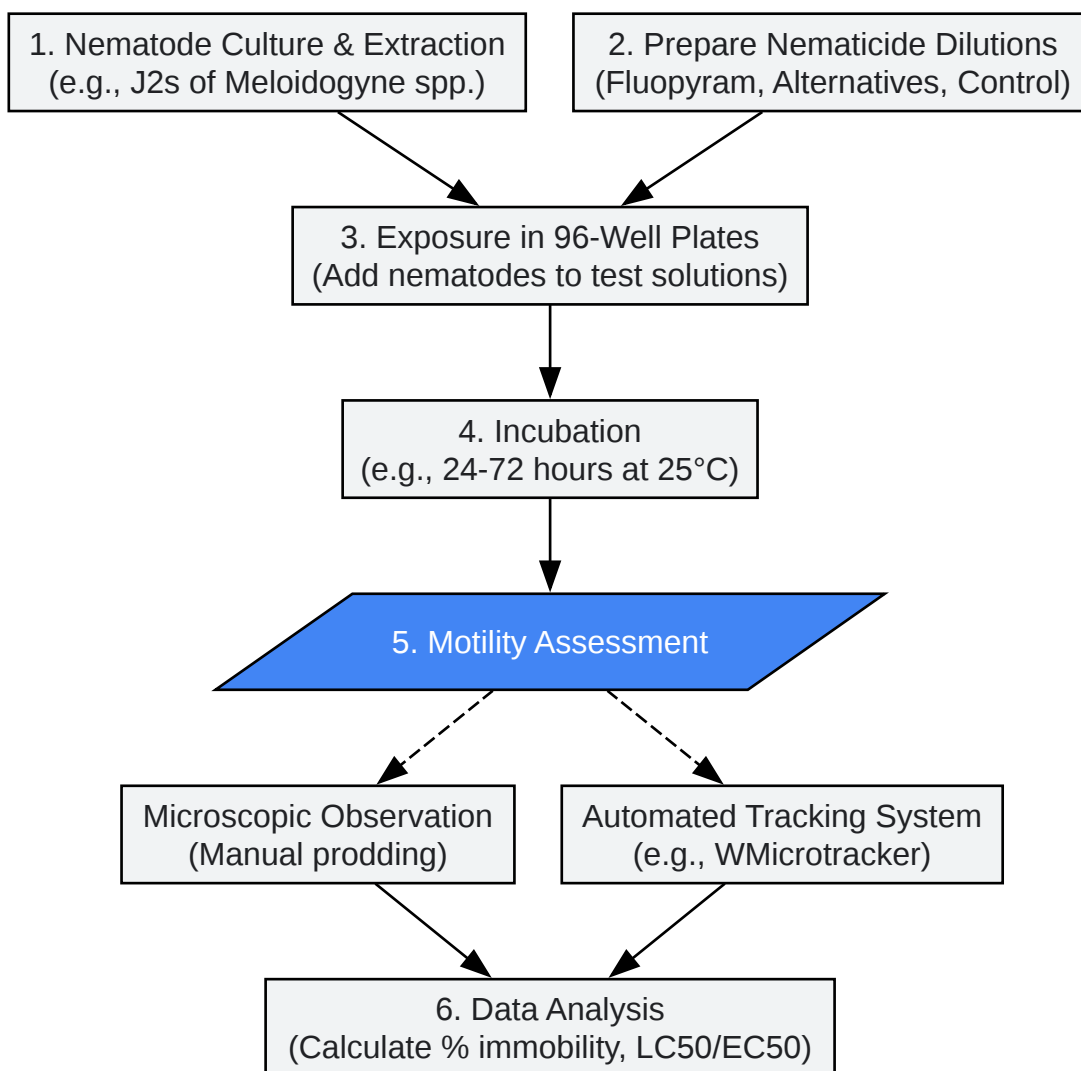 1. Nematode Culture & Extraction
(e.g., J2s of Meloidogyne spp.)
2. Prepare Nematicide Dilutions
(Fluopyram, Alternatives, Control)
3. Exposure in 96-Well Plates
(Add nematodes to test solutions)
4. Incubation
(e.g., 24-72 hours at 25°C)
5. Motility Assessment
Microscopic Observation
(Manual prodding)
Automated Tracking System
(e.g., WMicrotracker)
6. Data Analysis
(Calculate % immobility, LC50/EC50)